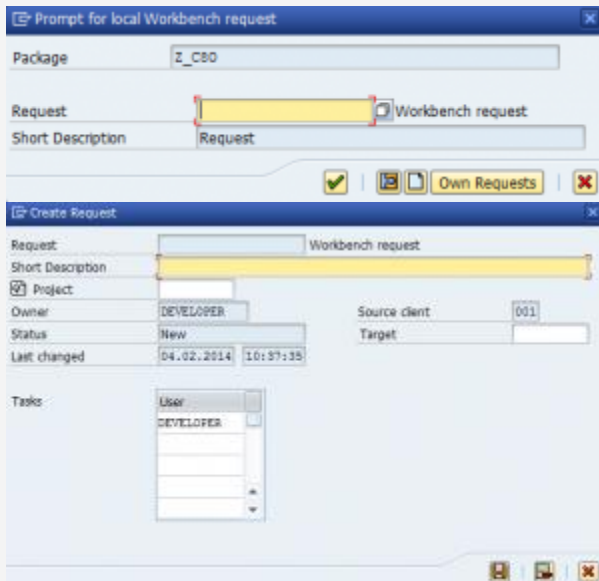 Prompt for local Workbench request
Package Z_C80
Request Workbench request
Short Description Request
Own Requests
Create Request
Request Workbench request
Short Description
Project
Owner DEVELOPER Source client 001
Status New Target
Last changed 04.02.2014 10:37:35
Tasks User
DEVELOPER